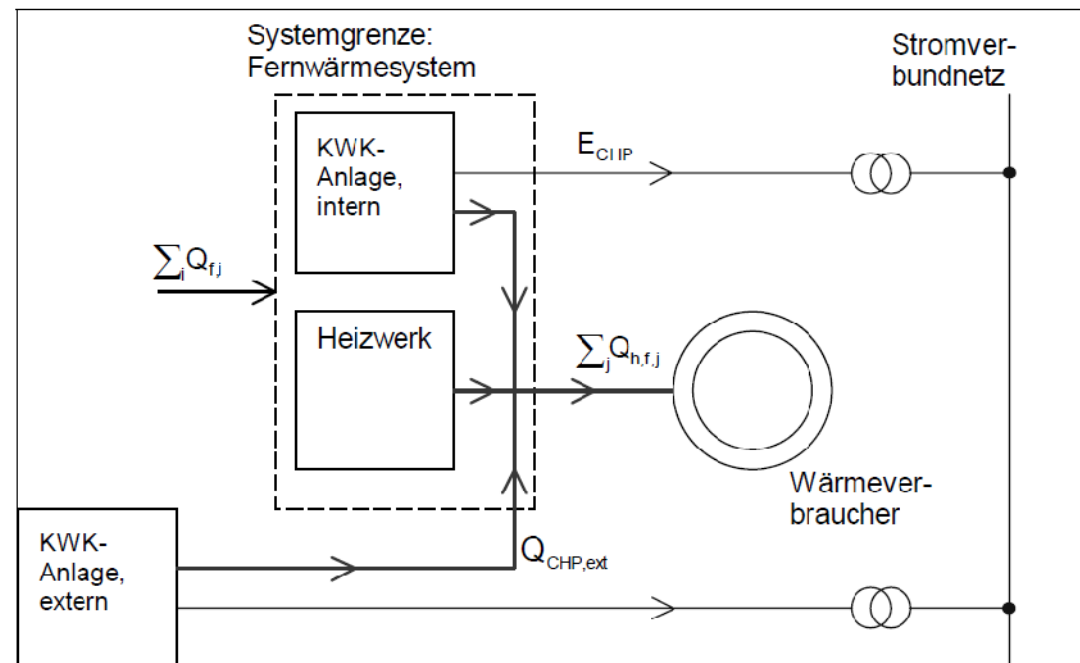 Systemgrenze:
Fernwärmesystem
Stromver-
bundnetz
KWK-
Anlage,
intern
E_CHP
∑_i Q_f,i
Heizwerk
∑_j Q_h,f,j
Wärmever-
braucher
KWK-
Anlage,
extern
Q_CHP,ext